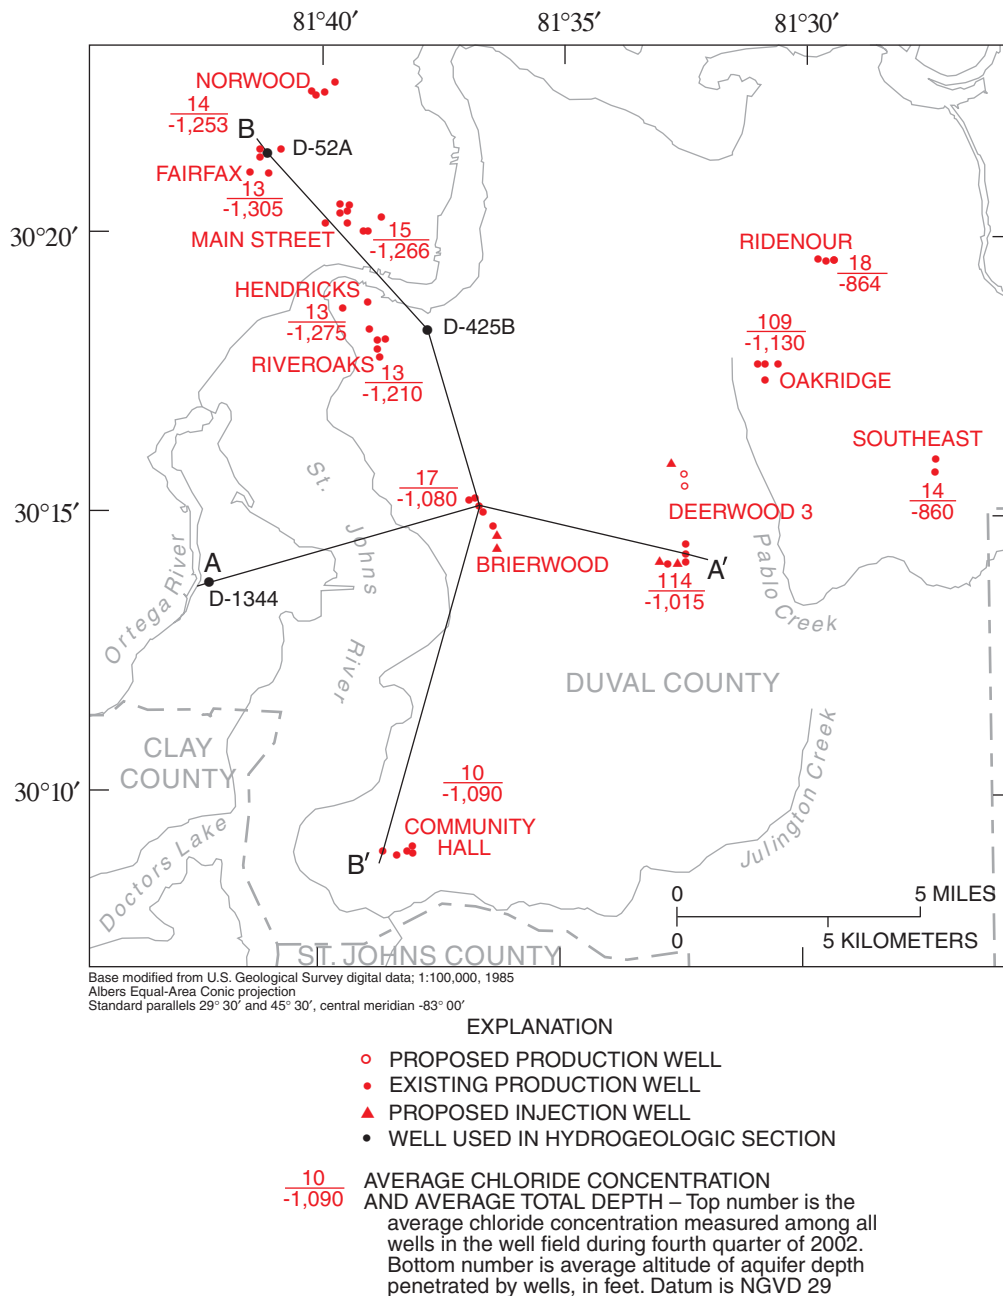 81°40′ 81°35′ 81°30′
NORWOOD
14
-1,253
B
D-52A
FAIRFAX
13
-1,305
MAIN STREET
15
-1,266
30°20′
RIDENOUR
18
-864
HENDRICKS
13
-1,275
D-425B
RIVEROAKS
13
-1,210
109
-1,130
OAKRIDGE
SOUTHEAST
14
-860
St. Johns River
17
-1,080
30°15′
DEERWOOD 3
BRIERWOOD
A
D-1344
A′
114
-1,015
Ortega River
Pablo Creek
DUVAL COUNTY
CLAY
COUNTY
30°10′
10
-1,090
COMMUNITY
HALL
B′
Julington Creek
Doctors Lake
0 5 MILES
0 5 KILOMETERS
ST. JOHNS COUNTY
Base modified from U.S. Geological Survey digital data; 1:100,000, 1985
Albers Equal-Area Conic projection
Standard parallels 29° 30′ and 45° 30′, central meridian -83° 00′
EXPLANATION
PROPOSED PRODUCTION WELL
EXISTING PRODUCTION WELL
PROPOSED INJECTION WELL
WELL USED IN HYDROGEOLOGIC SECTION
10
-1,090
AVERAGE CHLORIDE CONCENTRATION
AND AVERAGE TOTAL DEPTH – Top number is the
average chloride concentration measured among all
wells in the well field during fourth quarter of 2002.
Bottom number is average altitude of aquifer depth
penetrated by wells, in feet. Datum is NGVD 29